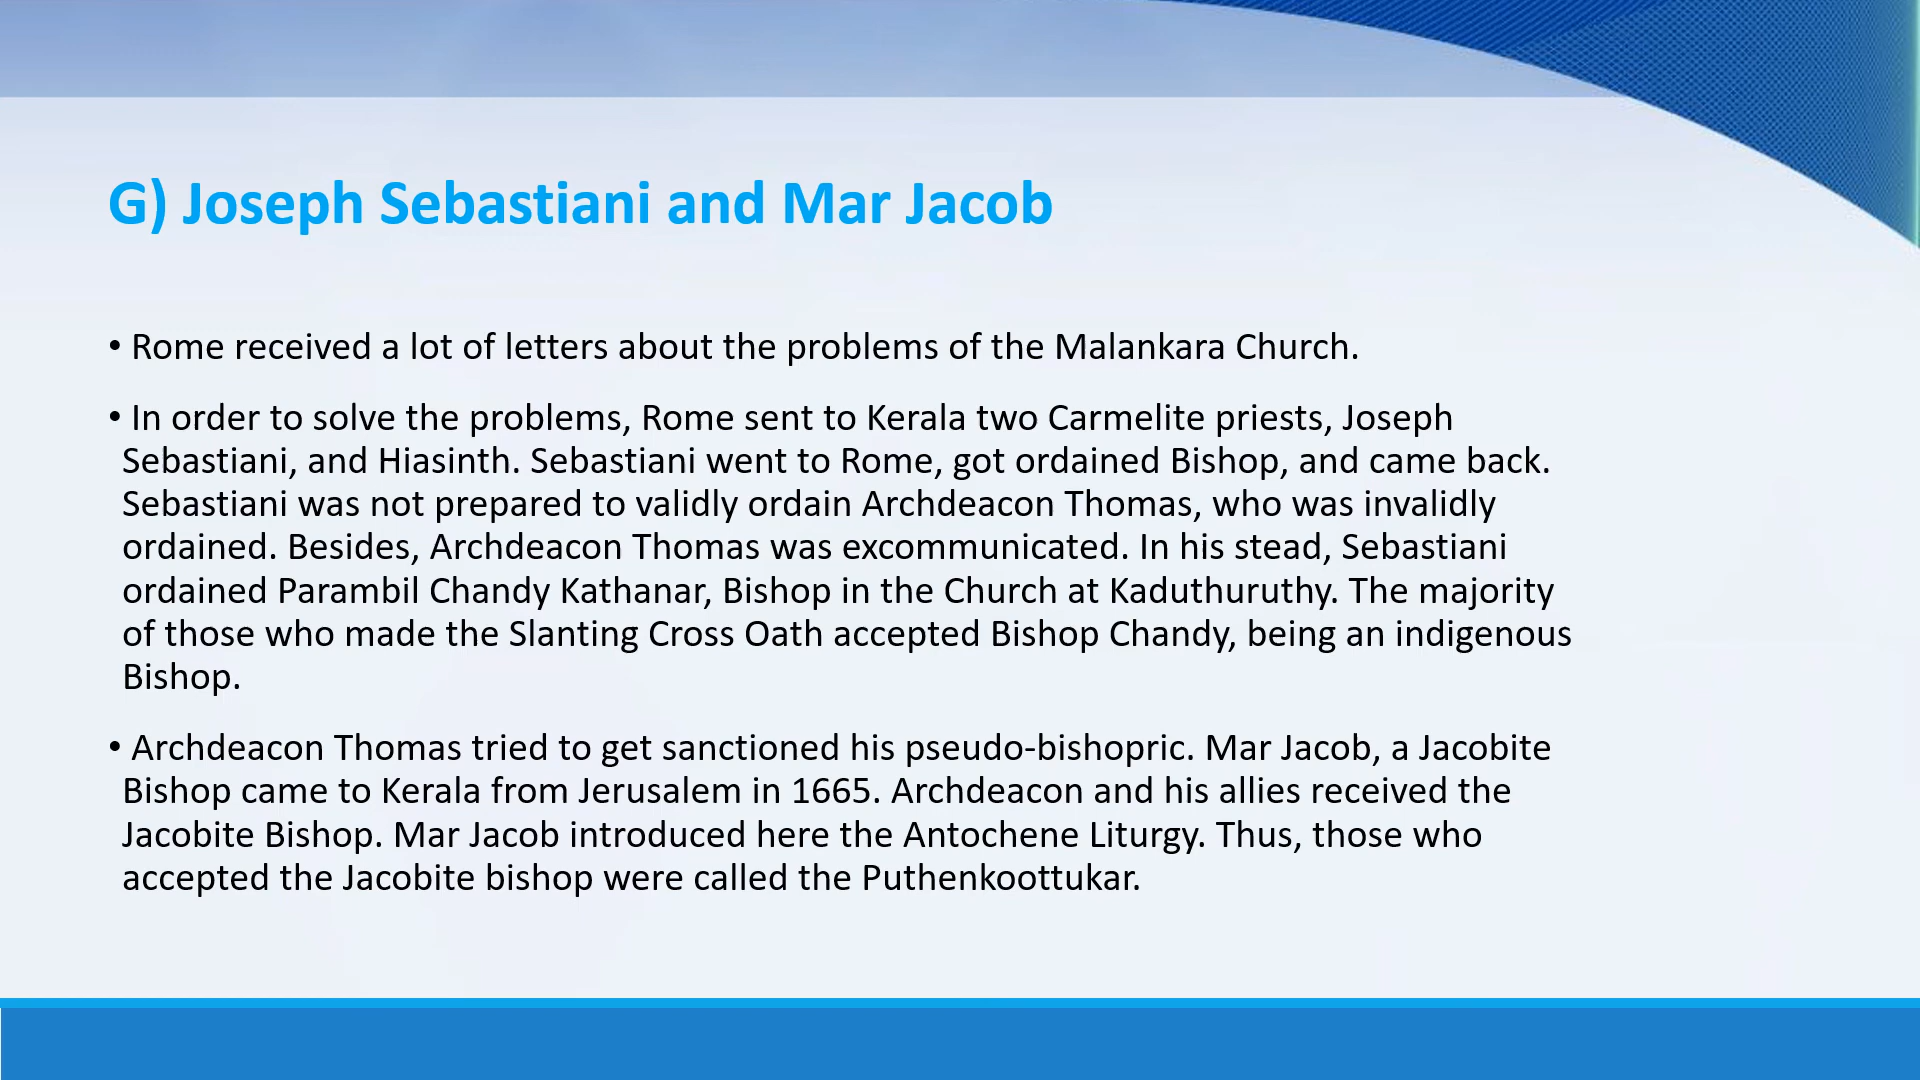 G) Joseph Sebastiani and Mar Jacob
• Rome received a lot of letters about the problems of the Malankara Church.
• In order to solve the problems, Rome sent to Kerala two Carmelite priests, Joseph
Sebastiani, and Hiasinth. Sebastiani went to Rome, got ordained Bishop, and came back.
Sebastiani was not prepared to validly ordain Archdeacon Thomas, who was invalidly
ordained. Besides, Archdeacon Thomas was excommunicated. In his stead, Sebastiani
ordained Parambil Chandy Kathanar, Bishop in the Church at Kaduthuruthy. The majority
of those who made the Slanting Cross Oath accepted Bishop Chandy, being an indigenous
Bishop.
• Archdeacon Thomas tried to get sanctioned his pseudo-bishopric. Mar Jacob, a Jacobite
Bishop came to Kerala from Jerusalem in 1665. Archdeacon and his allies received the
Jacobite Bishop. Mar Jacob introduced here the Antochene Liturgy. Thus, those who
accepted the Jacobite bishop were called the Puthenkoottukar.